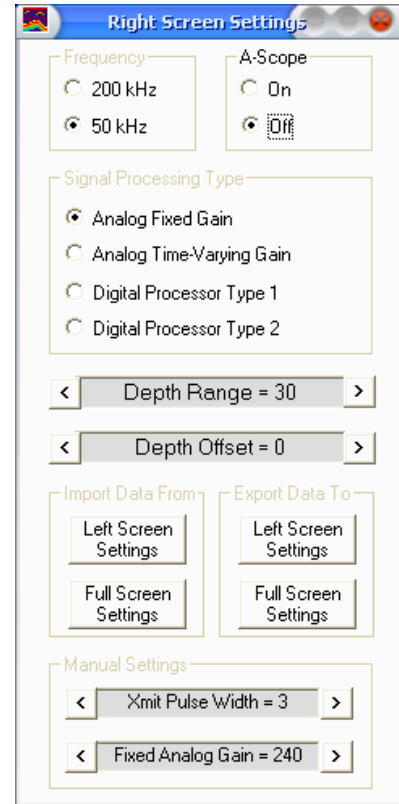 Right Screen Settings
Frequency
200 kHz
50 kHz
A-Scope
On
Off
Signal Processing Type
Analog Fixed Gain
Analog Time-Varying Gain
Digital Processor Type 1
Digital Processor Type 2
< Depth Range = 30 >
< Depth Offset = 0 >
Import Data From
Left Screen
Settings
Full Screen
Settings
Export Data To
Left Screen
Settings
Full Screen
Settings
Manual Settings
< Xmit Pulse Width = 3 >
< Fixed Analog Gain = 240 >